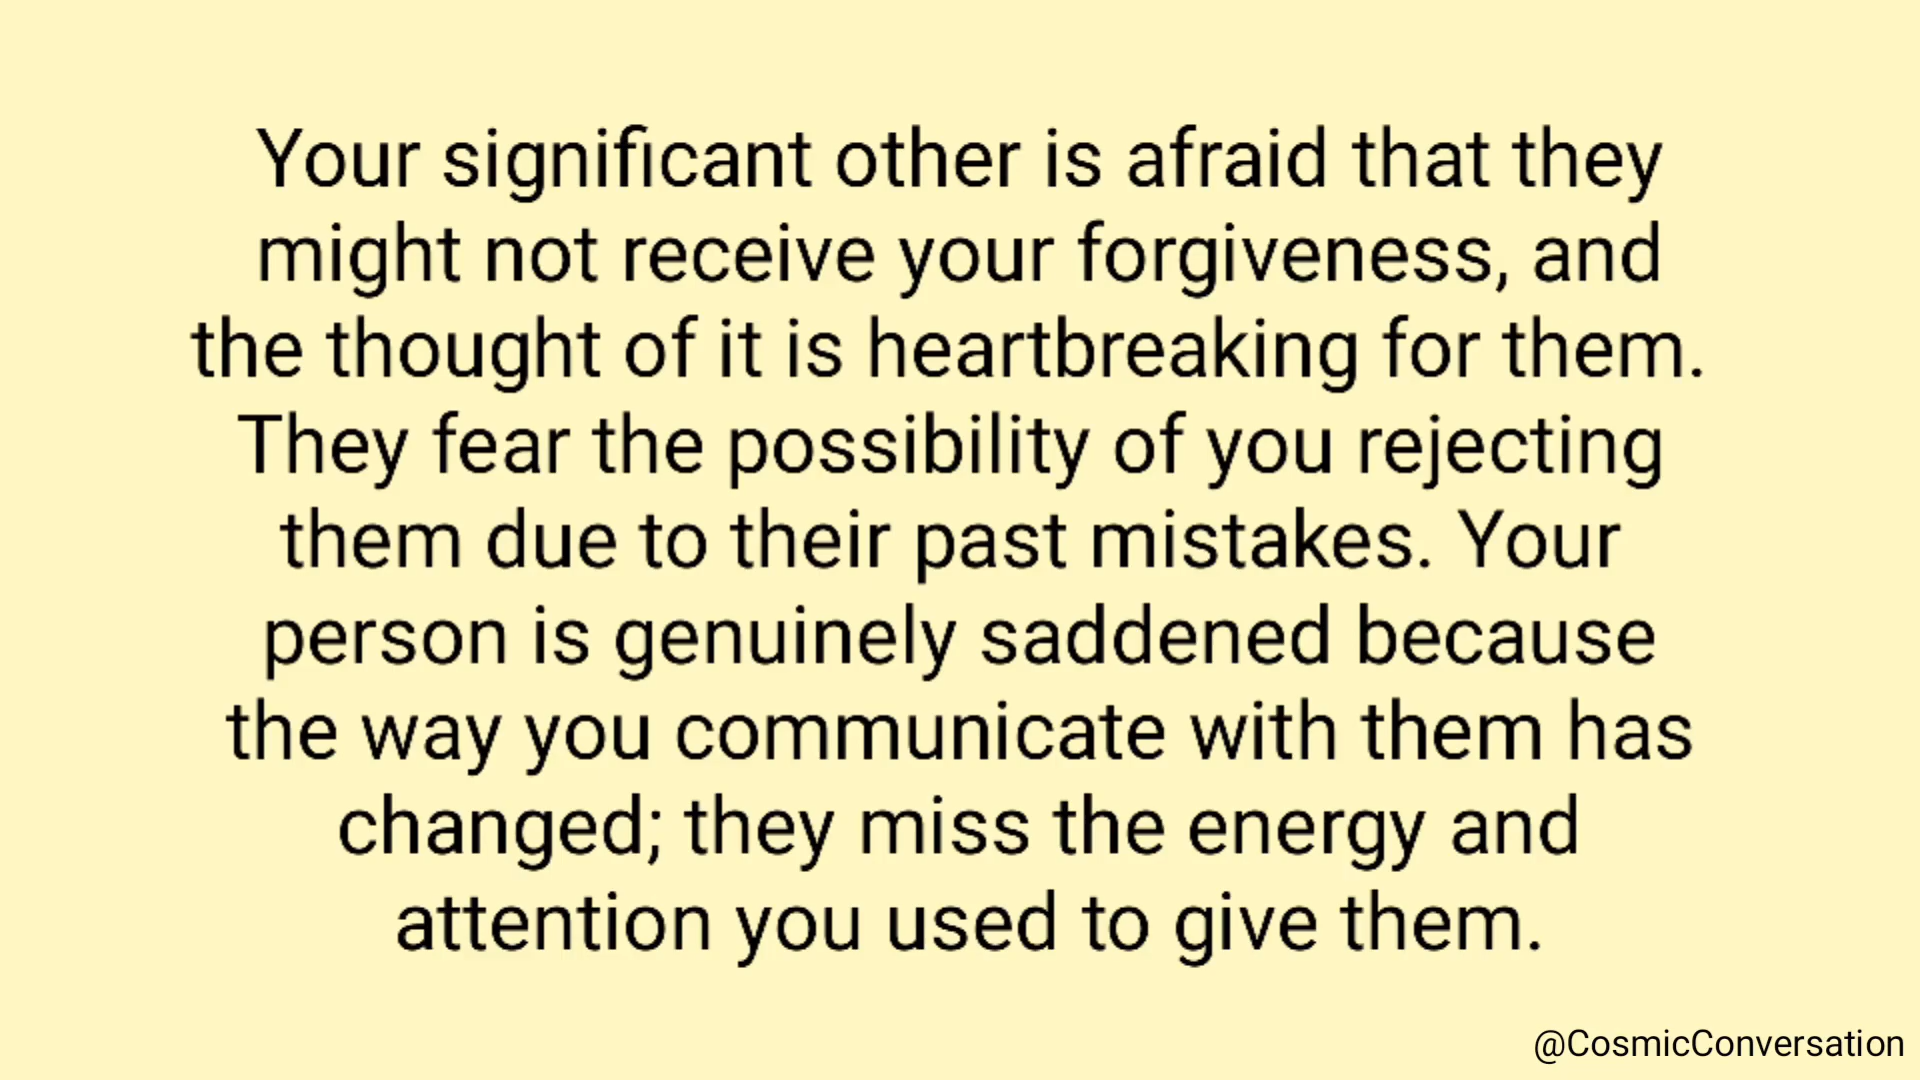 Your significant other is afraid that they
might not receive your forgiveness, and
the thought of it is heartbreaking for them.
They fear the possibility of you rejecting
them due to their past mistakes. Your
person is genuinely saddened because
the way you communicate with them has
changed; they miss the energy and
attention you used to give them.
@CosmicConversation